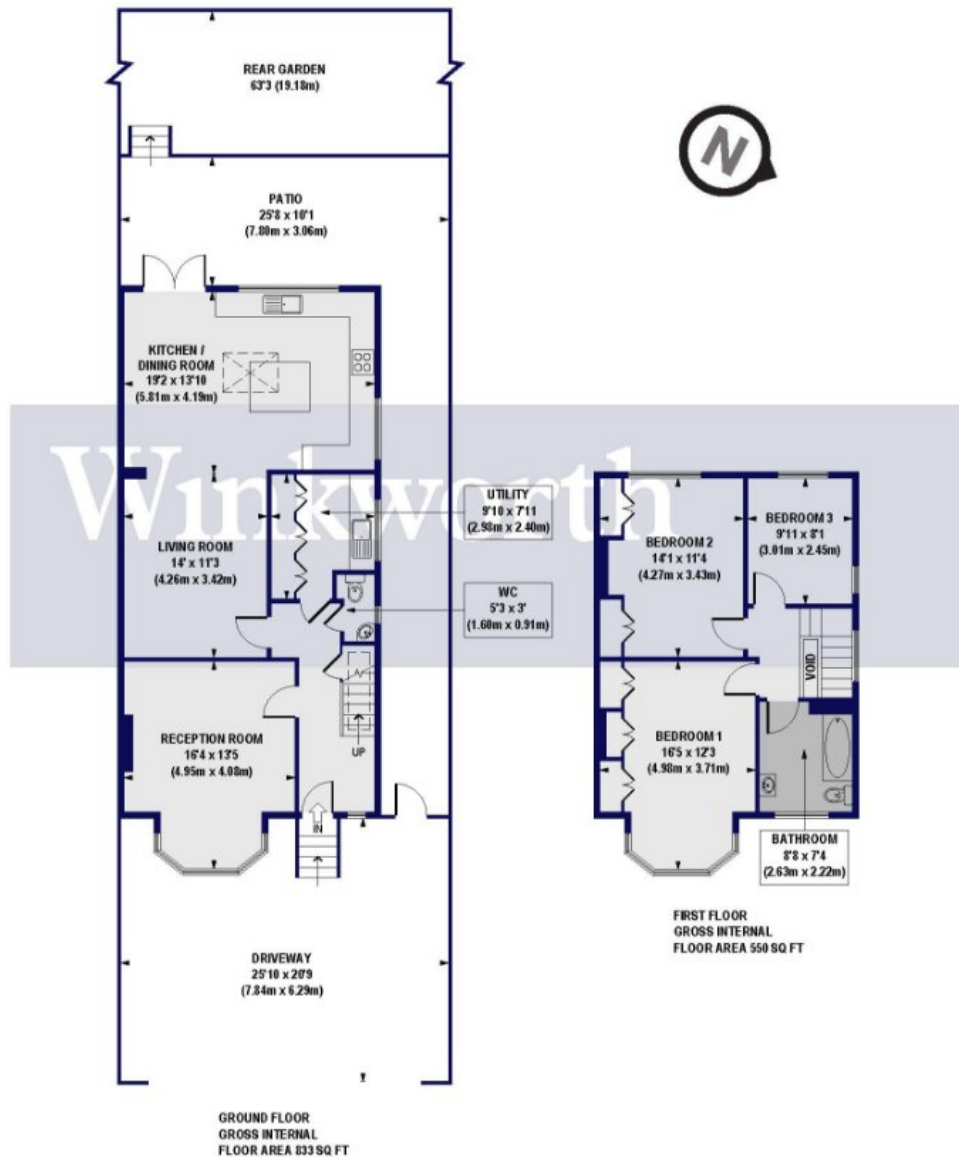 REAR GARDEN
63'3 (19.18m)
N
PATIO
25'8 x 10'1
(7.80m x 3.06m)
KITCHEN /
DINING ROOM
19'2 x 13'10
(5.81m x 4.19m)
Winkworth
UTILITY
9'10 x 7'11
(2.98m x 2.40m)
LIVING ROOM
14' x 11'3
(4.26m x 3.42m)
WC
5'3 x 3'
(1.60m x 0.91m)
RECEPTION ROOM
16'4 x 13'5
(4.95m x 4.08m)
UP
IN
DRIVEWAY
25'10 x 20'9
(7.84m x 6.29m)
GROUND FLOOR
GROSS INTERNAL
FLOOR AREA 833 SQ FT
BEDROOM 2
14'1 x 11'4
(4.27m x 3.43m)
BEDROOM 3
9'11 x 8'1
(3.01m x 2.45m)
VOID
BEDROOM 1
16'5 x 12'3
(4.98m x 3.71m)
BATHROOM
8'8 x 7'4
(2.63m x 2.22m)
FIRST FLOOR
GROSS INTERNAL
FLOOR AREA 550 SQ FT